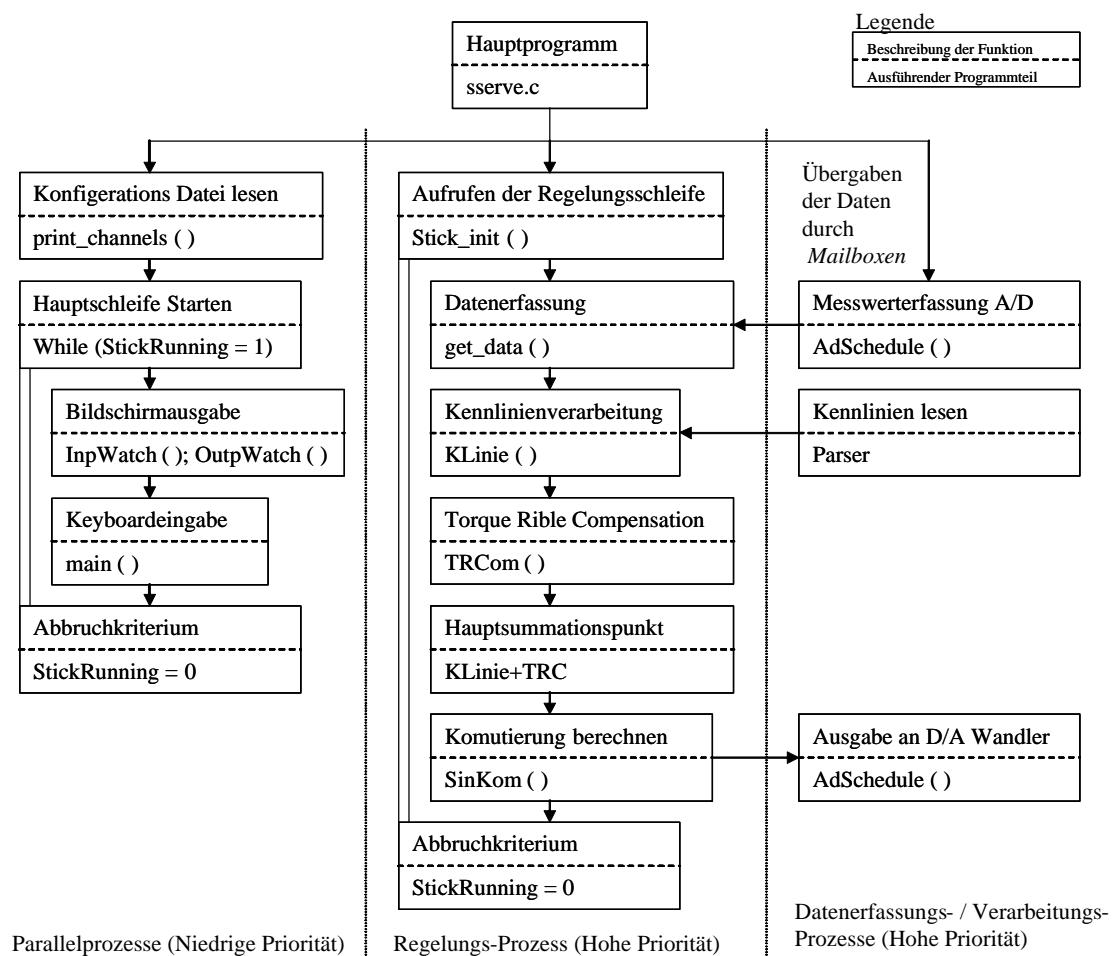 Legende
Beschreibung der Funktion
Ausführender Programmteil
Hauptprogramm
sserve.c
Konfigerations Datei lesen
print_channels ( )
Hauptschleife Starten
While (StickRunning = 1)
Bildschirmausgabe
InpWatch ( ); OutpWatch ( )
Keyboardeingabe
main ( )
Abbruchkriterium
StickRunning = 0
Parallelprozesse (Niedrige Priorität)
Aufrufen der Regelungsschleife
Stick_init ( )
Datenerfassung
get_data ( )
Kennlinienverarbeitung
KLinie ( )
Torque Rible Compensation
TRCom ( )
Hauptsummationspunkt
KLinie+TRC
Komutierung berechnen
SinKom ( )
Abbruchkriterium
StickRunning = 0
Regelungs-Prozess (Hohe Priorität)
Übergaben
der Daten
durch
Mailboxen
Messwerterfassung A/D
AdSchedule ( )
Kennlinien lesen
Parser
Ausgabe an D/A Wandler
AdSchedule ( )
Datenerfassungs- / Verarbeitungs-
Prozesse (Hohe Priorität)